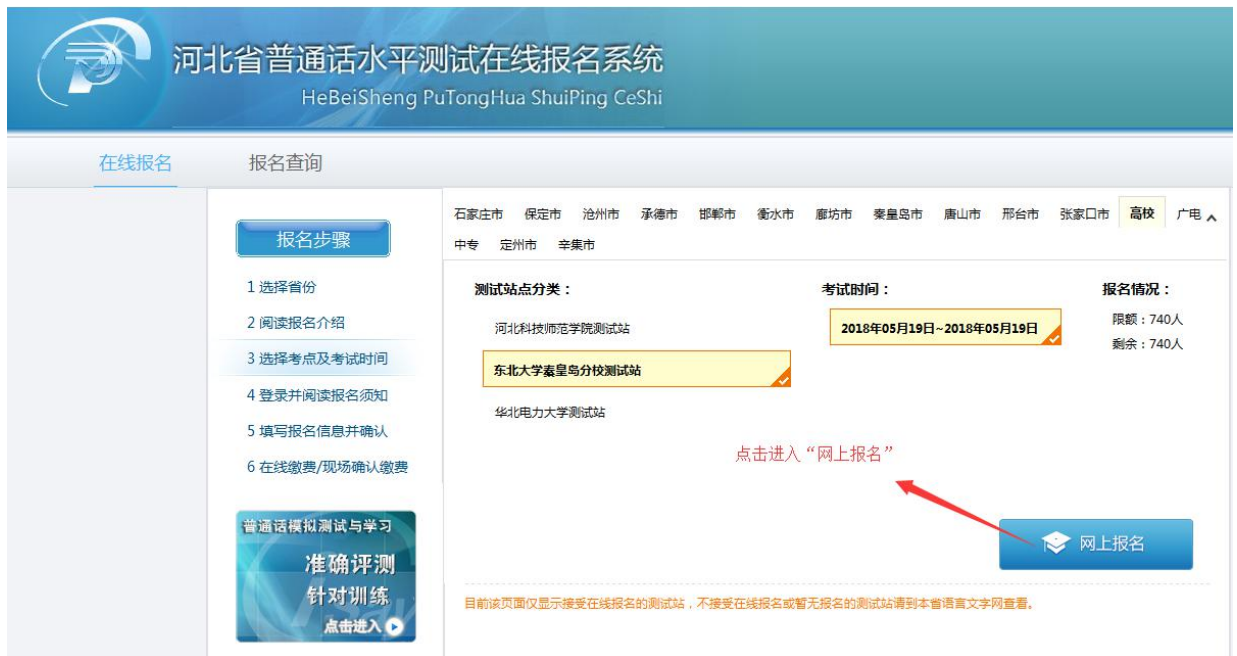 河北省普通话水平测试在线报名系统
HeBeiSheng PuTongHua ShuiPing CeShi
在线报名 报名查询
报名步骤
1 选择省份
2 阅读报名介绍
3 选择考点及考试时间
4 登录并阅读报名须知
5 填写报名信息并确认
6 在线缴费/现场确认缴费
普通话模拟测试与学习
准确评测
针对训练
点击进入
石家庄市 保定市 沧州市 承德市 邯郸市 衡水市 廊坊市 秦皇岛市 唐山市 邢台市 张家口市 高校 广电
中专 定州市 辛集市
测试站点分类： 考试时间： 报名情况：
河北科技师范学院测试站 2018年05月19日~2018年05月19日 限额：740人
剩余：740人
东北大学秦皇岛分校测试站
华北电力大学测试站
点击进入“网上报名”
网上报名
目前该页面仅显示接受在线报名的测试站，不接受在线报名或暂无报名的测试站请到本省语言文字网查看。